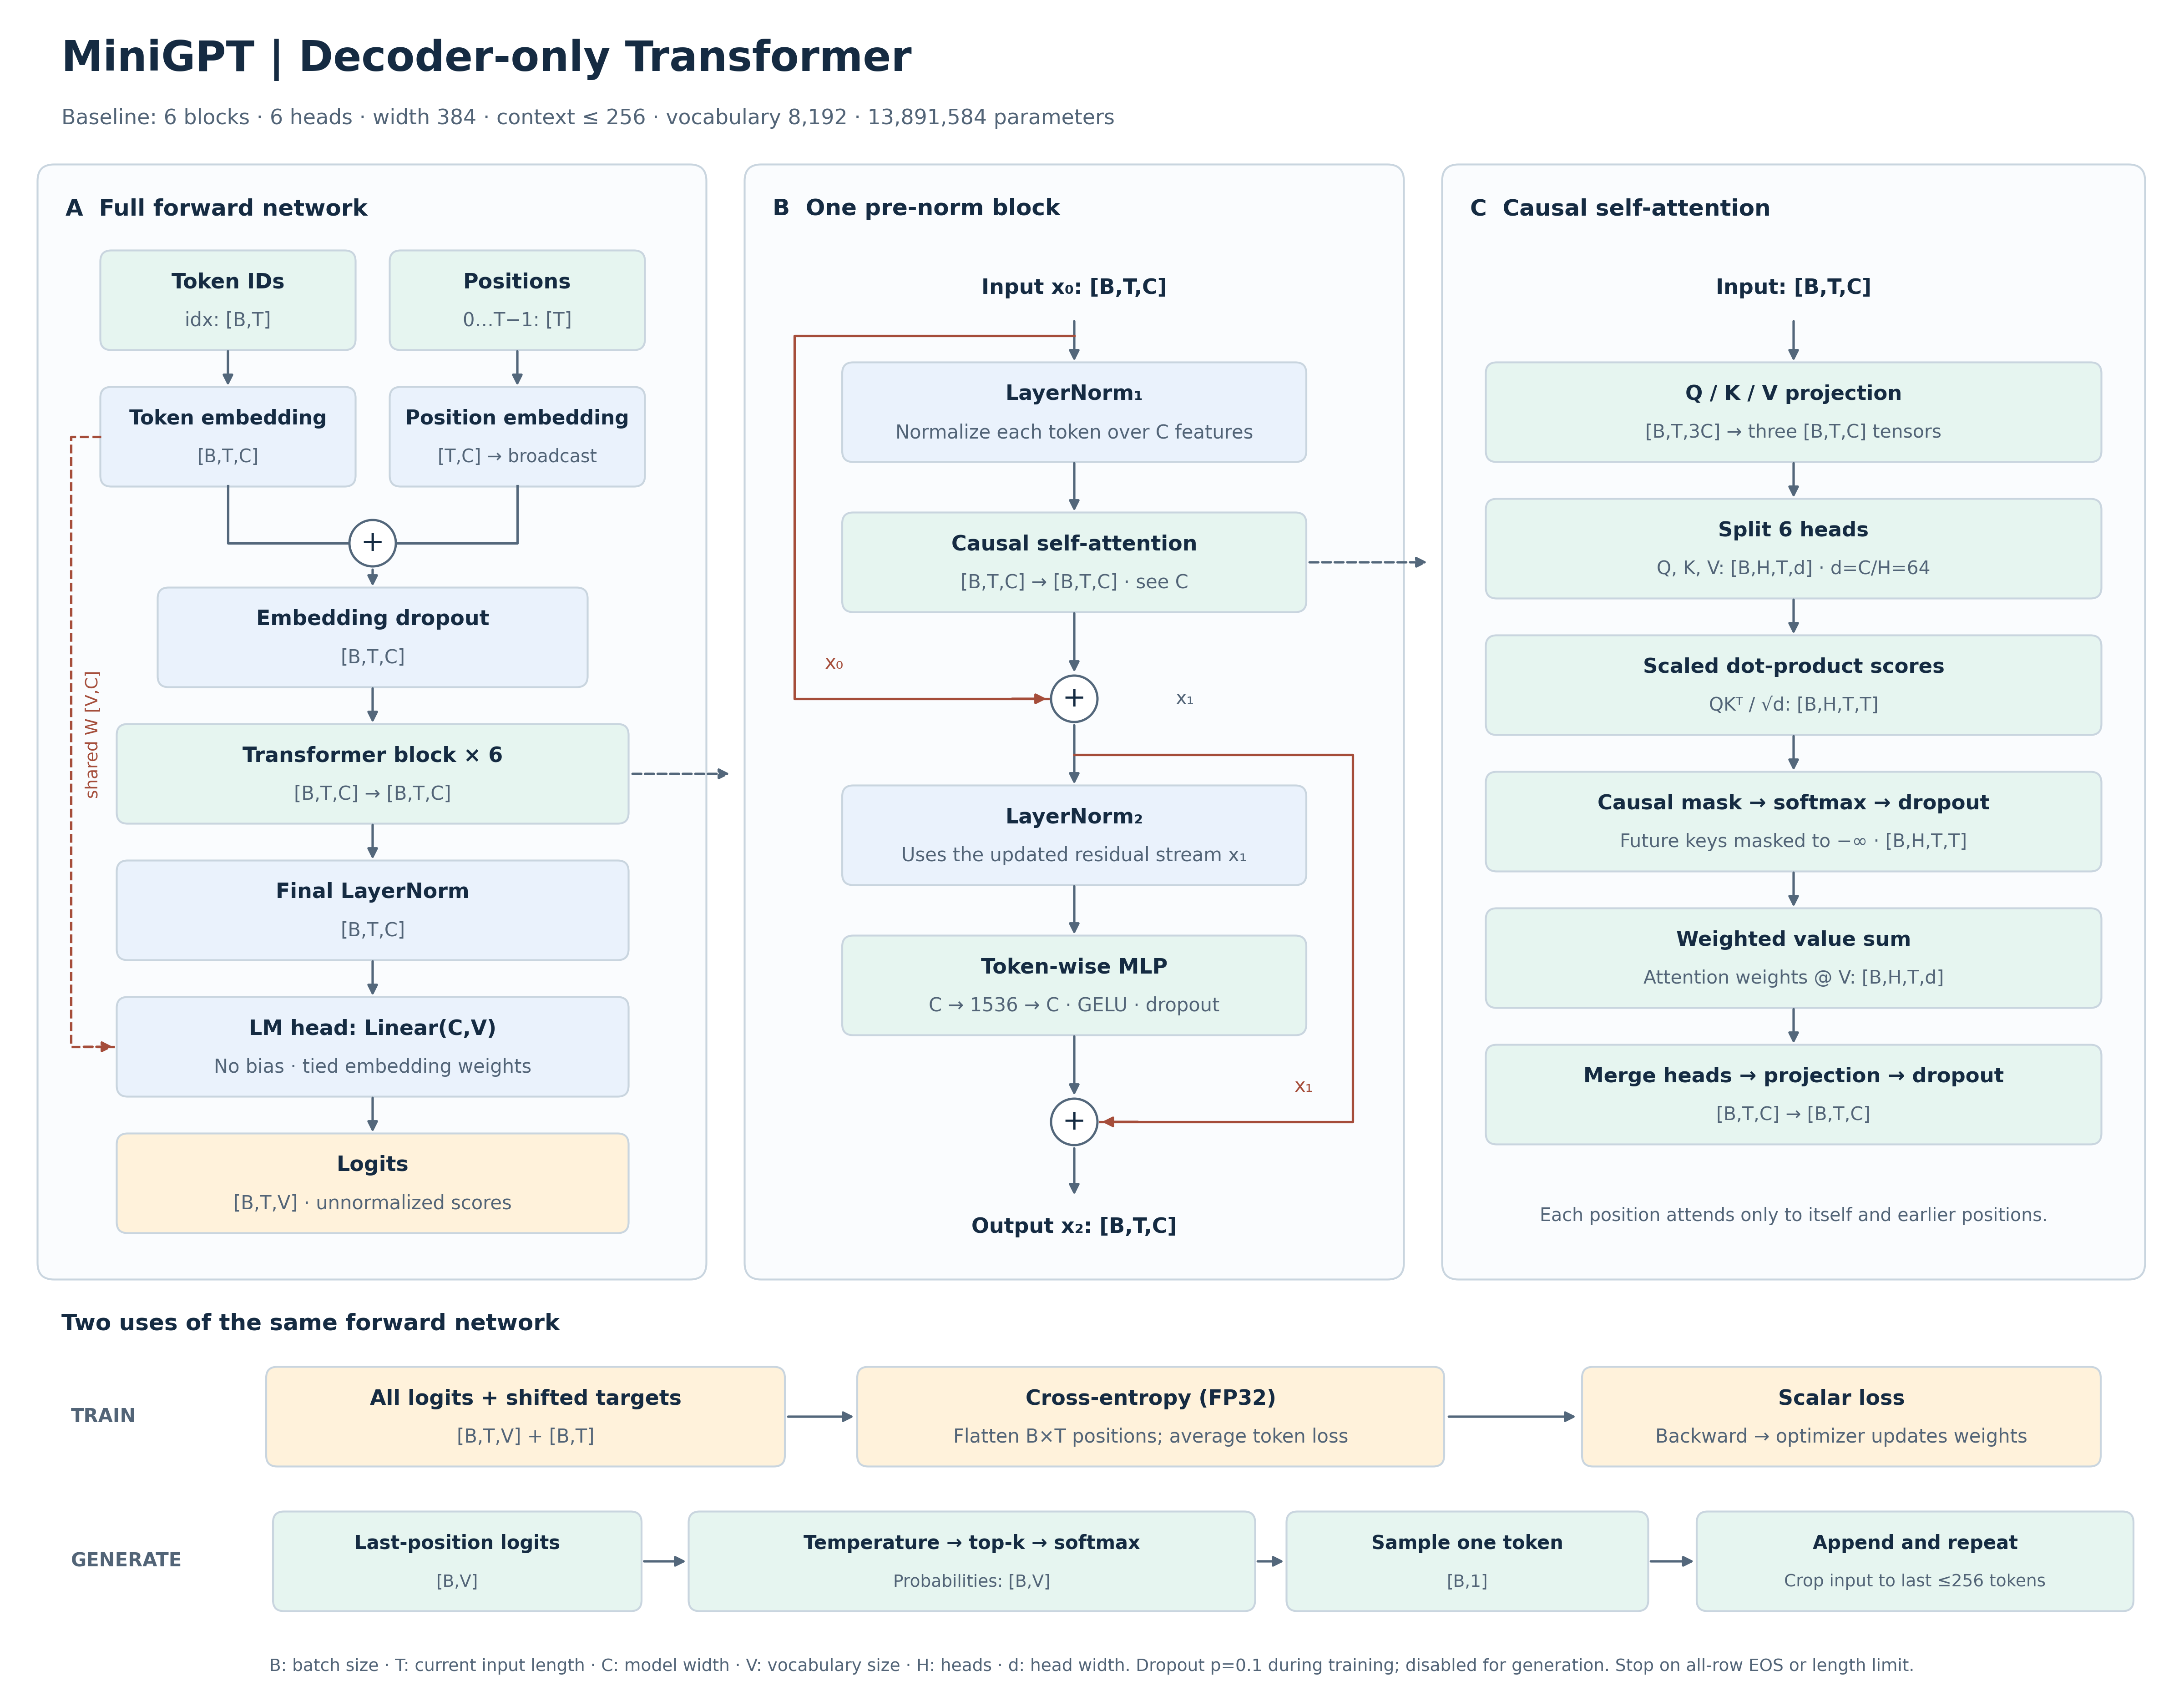 MiniGPT | Decoder-only Transformer
Baseline: 6 blocks · 6 heads · width 384 · context ≤ 256 · vocabulary 8,192 · 13,891,584 parameters
A Full forward network
Token IDs
idx: [B,T]
Positions
0…T−1: [T]
Token embedding
[B,T,C]
Position embedding
[T,C] → broadcast
+
Embedding dropout
[B,T,C]
shared W [V,C]
Transformer block × 6
[B,T,C] → [B,T,C]
Final LayerNorm
[B,T,C]
LM head: Linear(C,V)
No bias · tied embedding weights
Logits
[B,T,V] · unnormalized scores
B One pre-norm block
Input x₀: [B,T,C]
LayerNorm₁
Normalize each token over C features
Causal self-attention
[B,T,C] → [B,T,C] · see C
x₀
+
x₁
LayerNorm₂
Uses the updated residual stream x₁
Token-wise MLP
C → 1536 → C · GELU · dropout
x₁
+
Output x₂: [B,T,C]
C Causal self-attention
Input: [B,T,C]
Q / K / V projection
[B,T,3C] → three [B,T,C] tensors
Split 6 heads
Q, K, V: [B,H,T,d] · d=C/H=64
Scaled dot-product scores
QKᵀ / √d: [B,H,T,T]
Causal mask → softmax → dropout
Future keys masked to −∞ · [B,H,T,T]
Weighted value sum
Attention weights @ V: [B,H,T,d]
Merge heads → projection → dropout
[B,T,C] → [B,T,C]
Each position attends only to itself and earlier positions.
Two uses of the same forward network
TRAIN
All logits + shifted targets
[B,T,V] + [B,T]
Cross-entropy (FP32)
Flatten B×T positions; average token loss
Scalar loss
Backward → optimizer updates weights
GENERATE
Last-position logits
[B,V]
Temperature → top-k → softmax
Probabilities: [B,V]
Sample one token
[B,1]
Append and repeat
Crop input to last ≤256 tokens
B: batch size · T: current input length · C: model width · V: vocabulary size · H: heads · d: head width. Dropout p=0.1 during training; disabled for generation. Stop on all-row EOS or length limit.